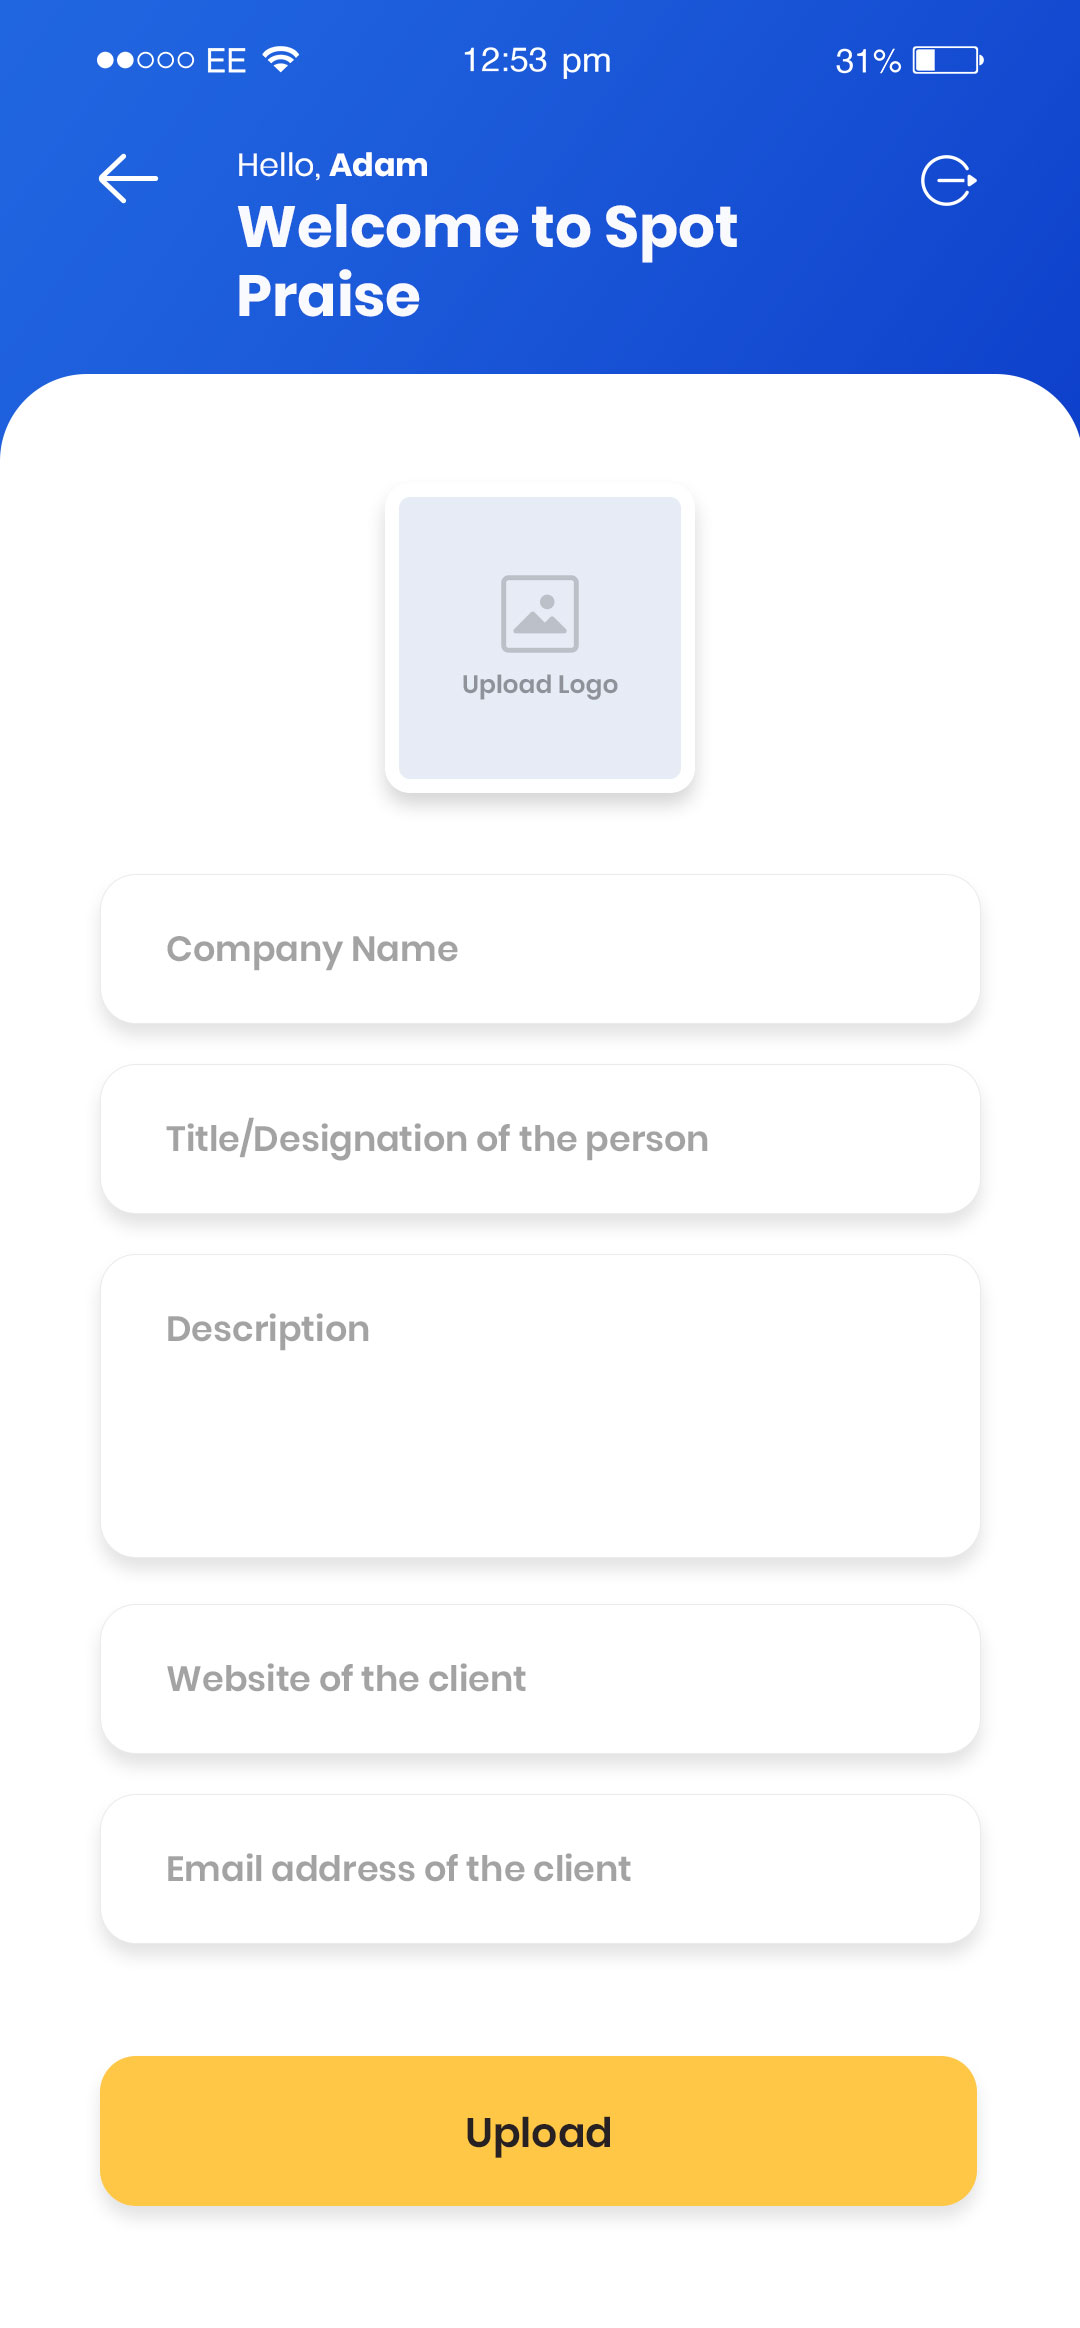 EE 12:53 pm 31%
Hello, Adam
Welcome to Spot
Praise
Upload Logo
Company Name
Title/Designation of the person
Description
Website of the client
Email address of the client
Upload